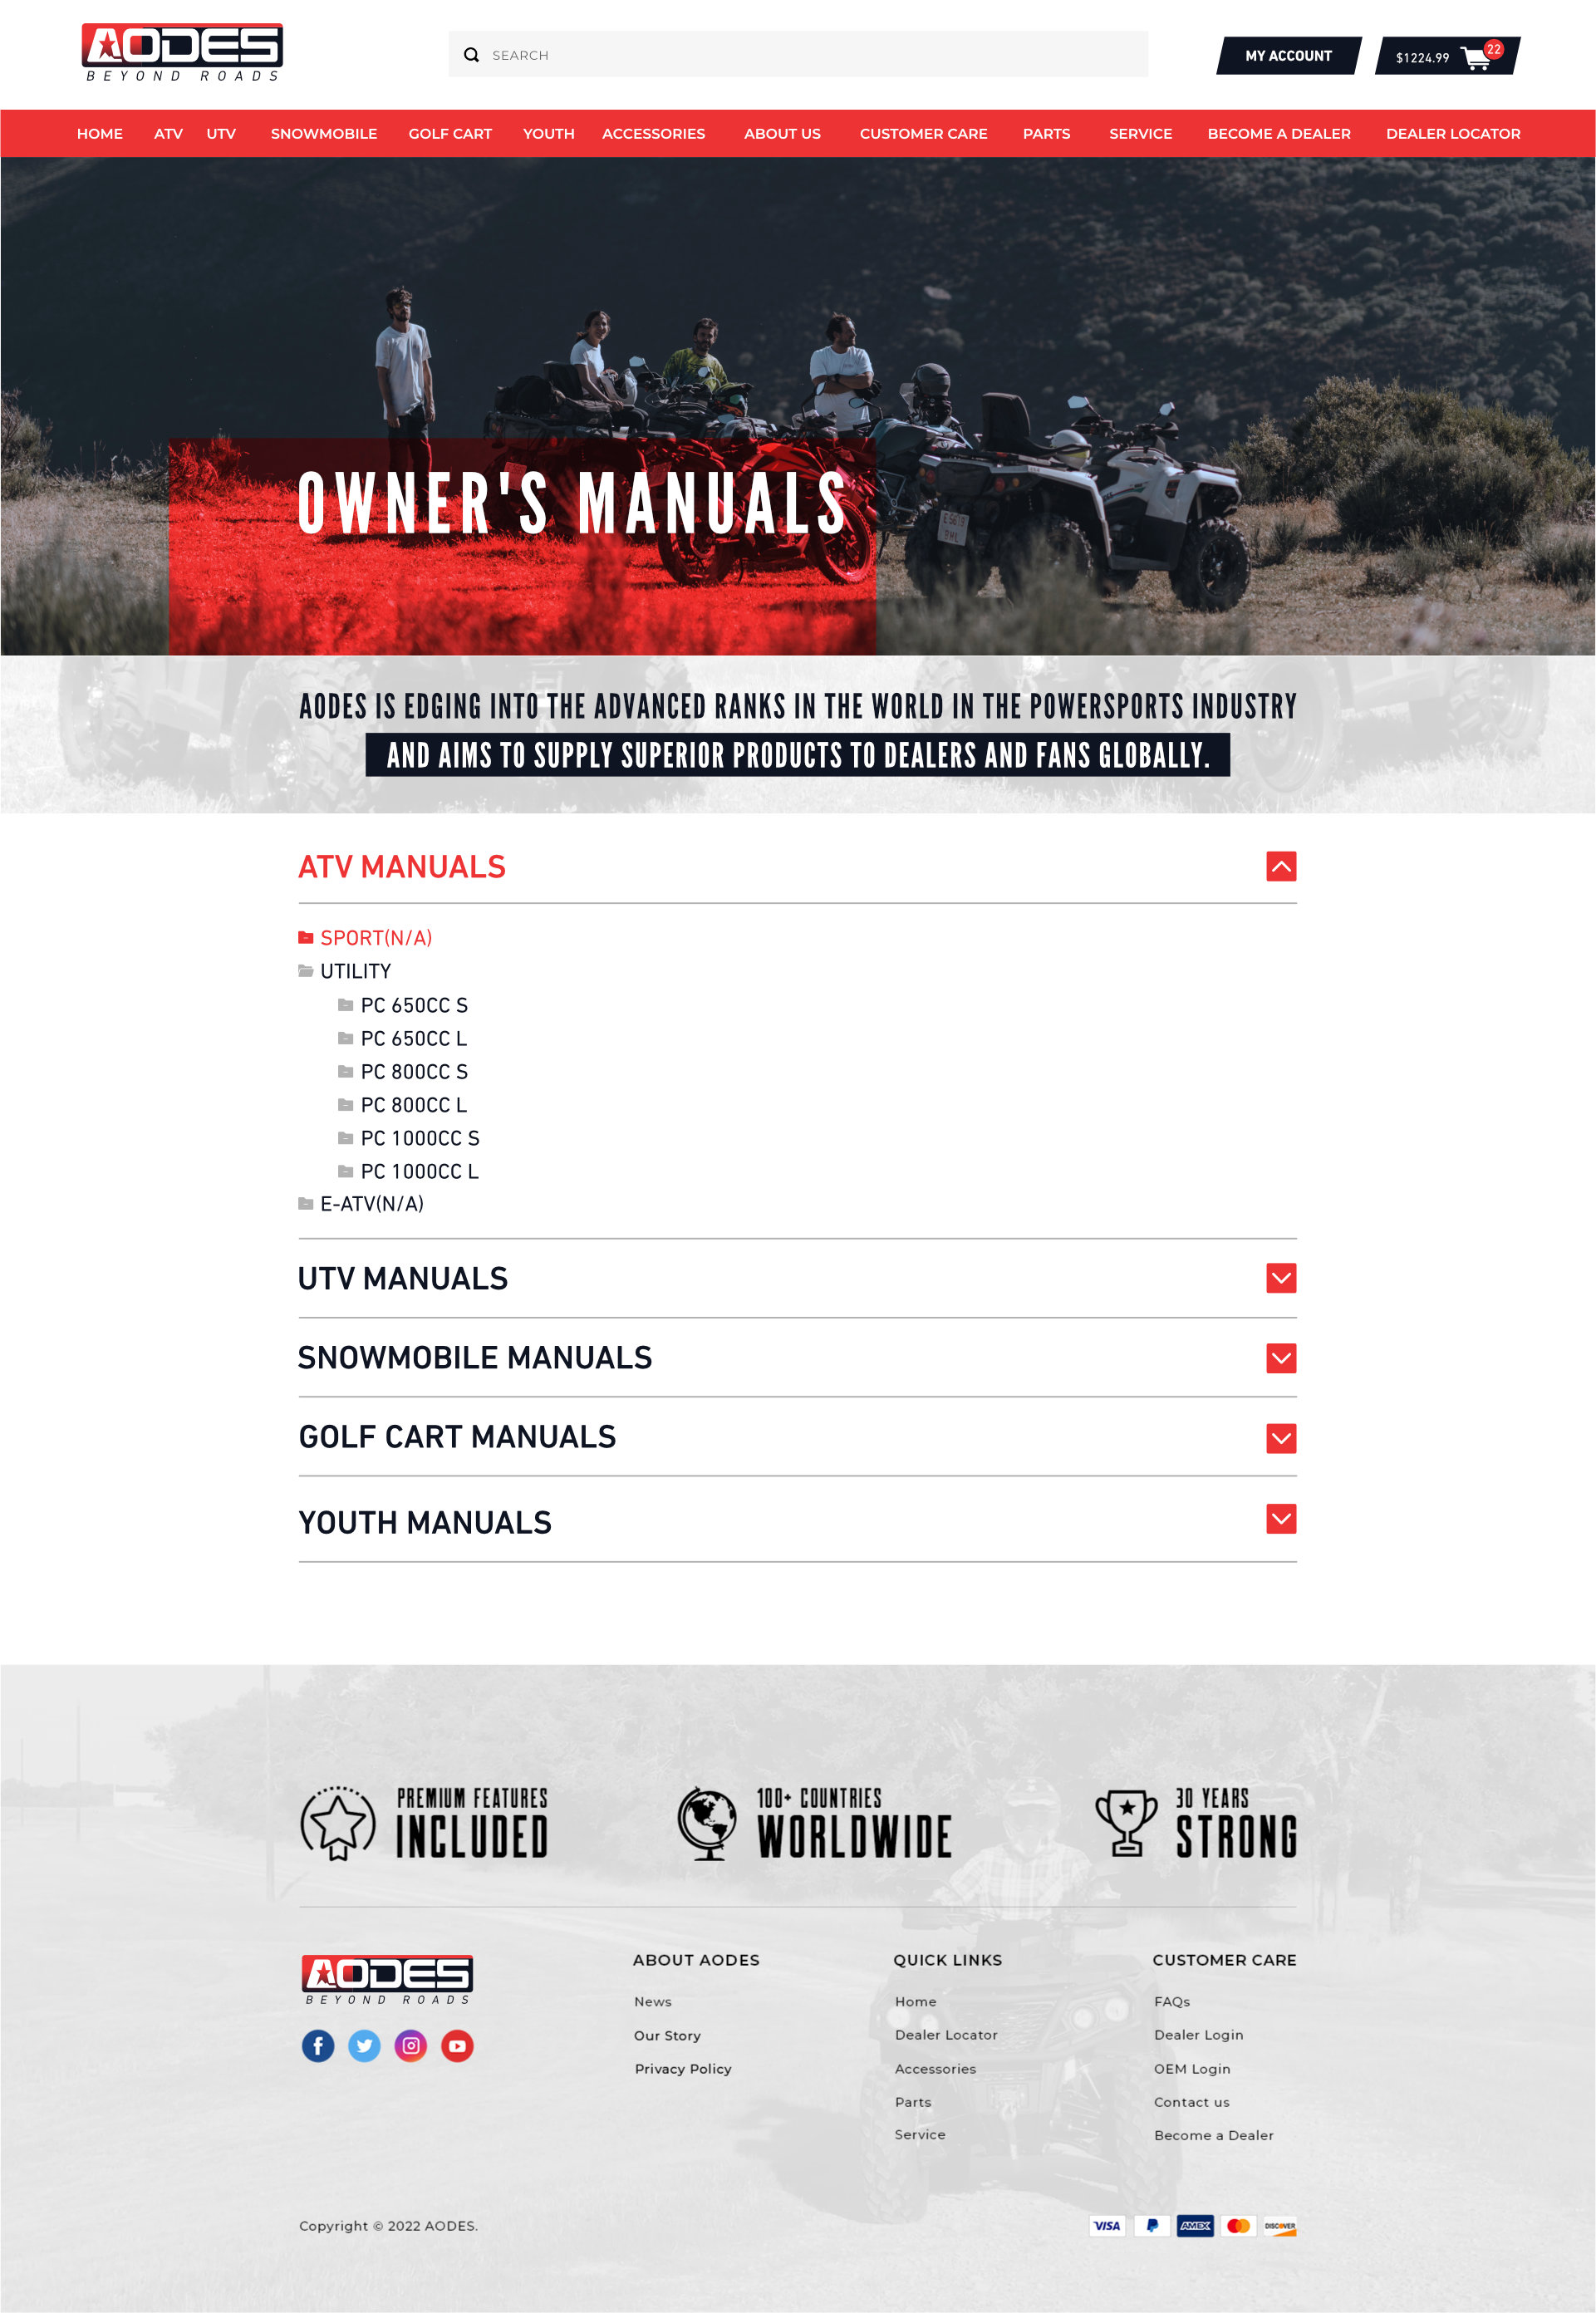 AODES
BEYOND ROADS
SEARCH
MY ACCOUNT
$1224.99
22
HOME ATV UTV SNOWMOBILE GOLF CART YOUTH ACCESSORIES ABOUT US CUSTOMER CARE PARTS SERVICE BECOME A DEALER DEALER LOCATOR
OWNER'S MANUALS
AODES IS EDGING INTO THE ADVANCED RANKS IN THE WORLD IN THE POWERSPORTS INDUSTRY
AND AIMS TO SUPPLY SUPERIOR PRODUCTS TO DEALERS AND FANS GLOBALLY.
ATV MANUALS
SPORT(N/A)
UTILITY
PC 650CC S
PC 650CC L
PC 800CC S
PC 800CC L
PC 1000CC S
PC 1000CC L
E-ATV(N/A)
UTV MANUALS
SNOWMOBILE MANUALS
GOLF CART MANUALS
YOUTH MANUALS
PREMIUM FEATURES
INCLUDED
100+ COUNTRIES
WORLDWIDE
30 YEARS
STRONG
AODES
BEYOND ROADS
ABOUT AODES
News
Our Story
Privacy Policy
QUICK LINKS
Home
Dealer Locator
Accessories
Parts
Service
CUSTOMER CARE
FAQs
Dealer Login
OEM Login
Contact us
Become a Dealer
Copyright © 2022 AODES.
VISA
AMEX
DISCOVER